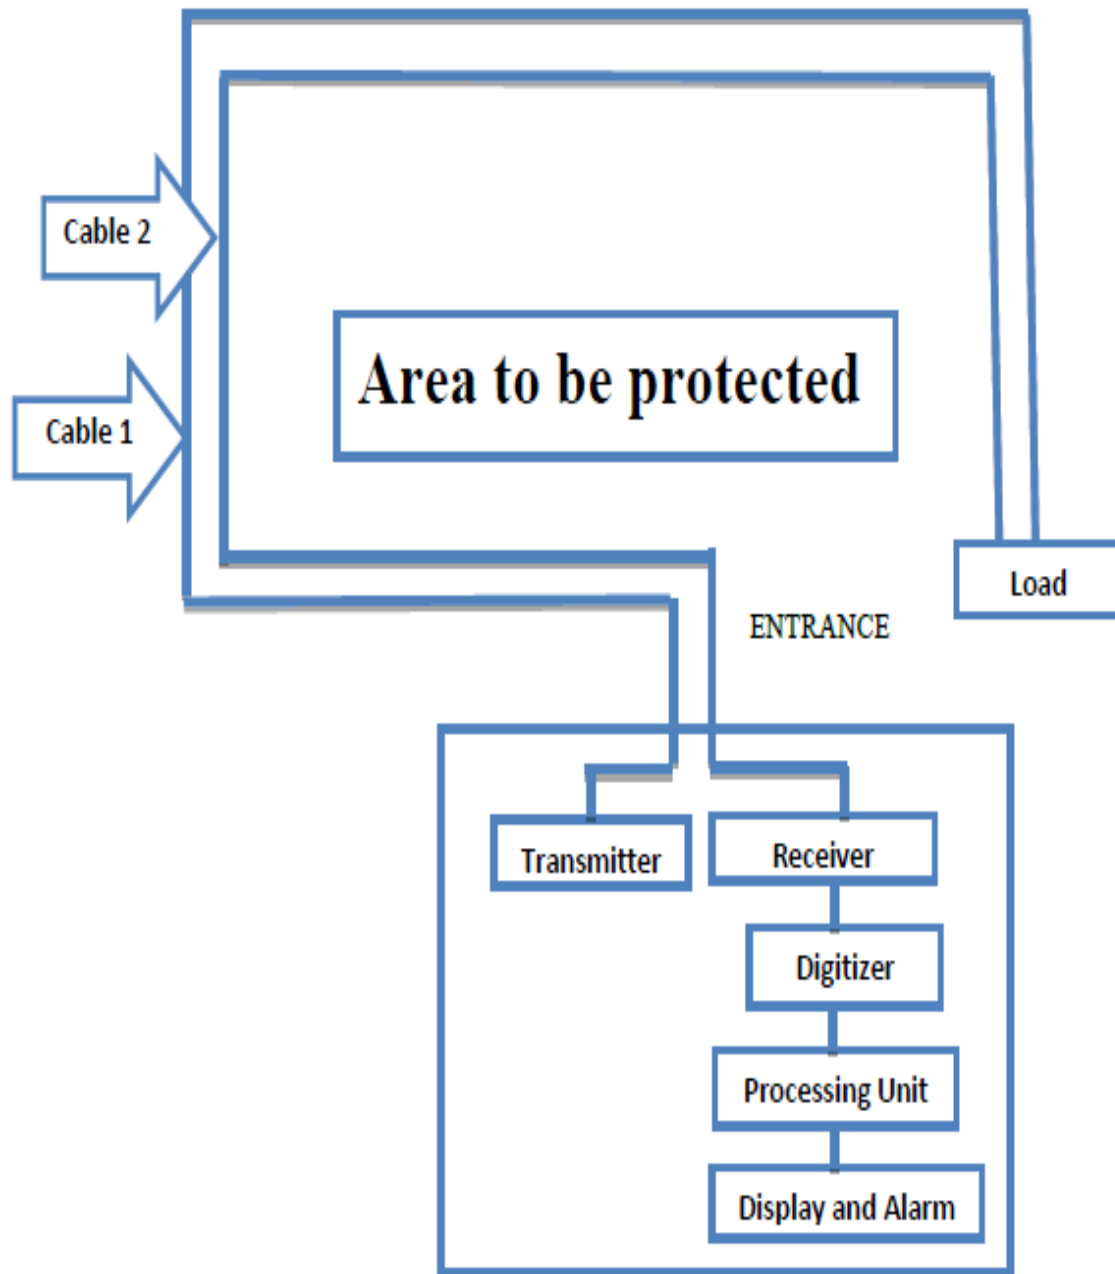 Cable 2
Area to be protected
Cable 1
Load
ENTRANCE
Transmitter
Receiver
Digitizer
Processing Unit
Display and Alarm